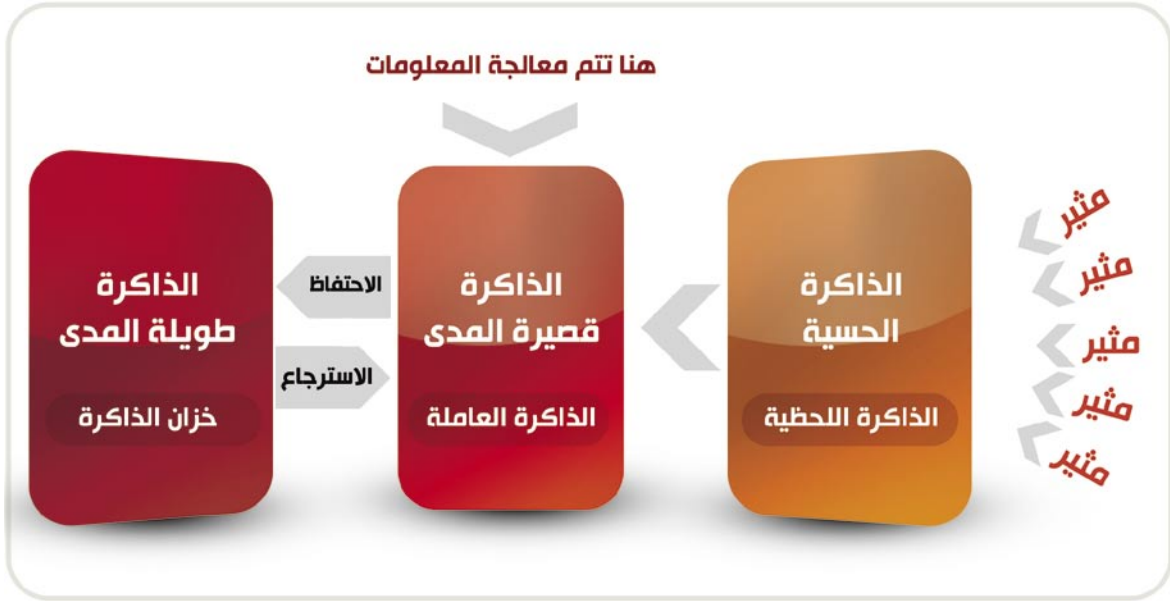 هنا تتم معالجة المعلومات
مثير
مثير
مثير
مثير
مثير
الذاكرة
الحسية
الذاكرة اللحظية
الذاكرة
قصيرة المدى
الذاكرة العاملة
الاحتفاظ
الاسترجاع
الذاكرة
طويلة المدى
خزان الذاكرة